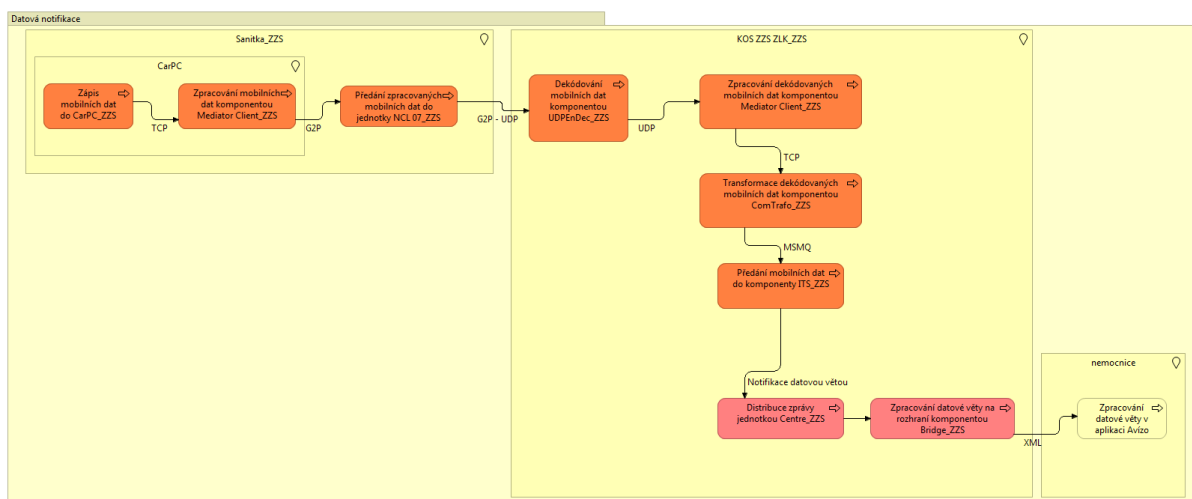 Datová notifikace
Sanitka_ZZS
CarPC
Zápis
mobilních dat
do CarPC_ZZS
TCP
Zpracování mobilních
dat komponentou
Mediator Client_ZZS
G2P
Předání zpracovaných
mobilních dat do
jednotky NCL 07_ZZS
G2P - UDP
KOS ZZS ZLK_ZZS
Dekódování
mobilních dat
komponentou
UDPEnDec_ZZS
UDP
Zpracování dekódovaných
mobilních dat komponentou
Mediator Client_ZZS
TCP
Transformace dekódovaných
mobilních dat komponentou
ComTrafo_ZZS
MSMQ
Předání mobilních dat
do komponenty ITS_ZZS
Notifikace datovou větou
Distribuce zprávy
jednotkou Centre_ZZS
Zpracování datové věty na
rozhraní komponentou
Bridge_ZZS
XML
nemocnice
Zpracování
datové věty v
aplikaci Avízo